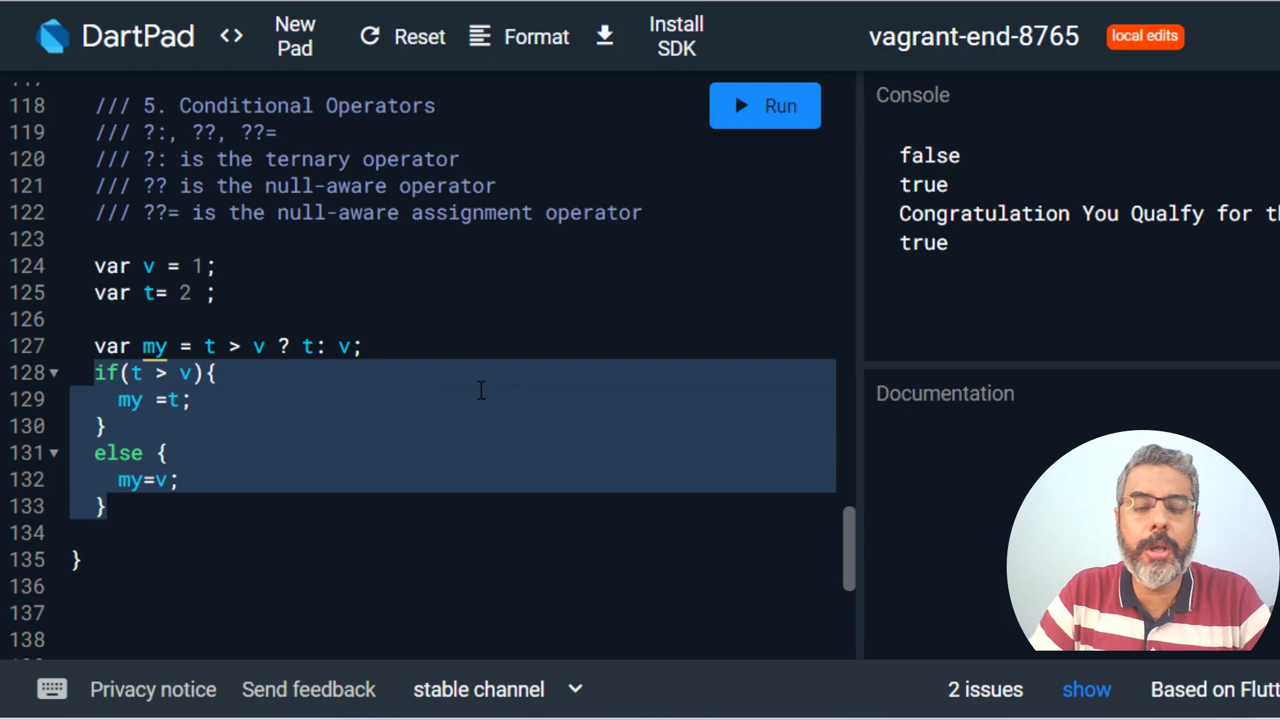 DartPad <> New Pad Reset Format Install SDK vagrant-end-8765 local edits
118 /// 5. Conditional Operators
119 /// ?:, ??, ??=
120 /// ?: is the ternary operator
121 /// ?? is the null-aware operator
122 /// ??= is the null-aware assignment operator
123
124 var v = 1;
125 var t= 2 ;
126
127 var my = t > v ? t: v;
128 if(t > v){
129 my =t;
130 }
131 else {
132 my=v;
133 }
134
135 }
136
137
138
Run
Console
false
true
Congratulation You Qualfy for
true
Documentation
Privacy notice Send feedback stable channel 2 issues show Based on